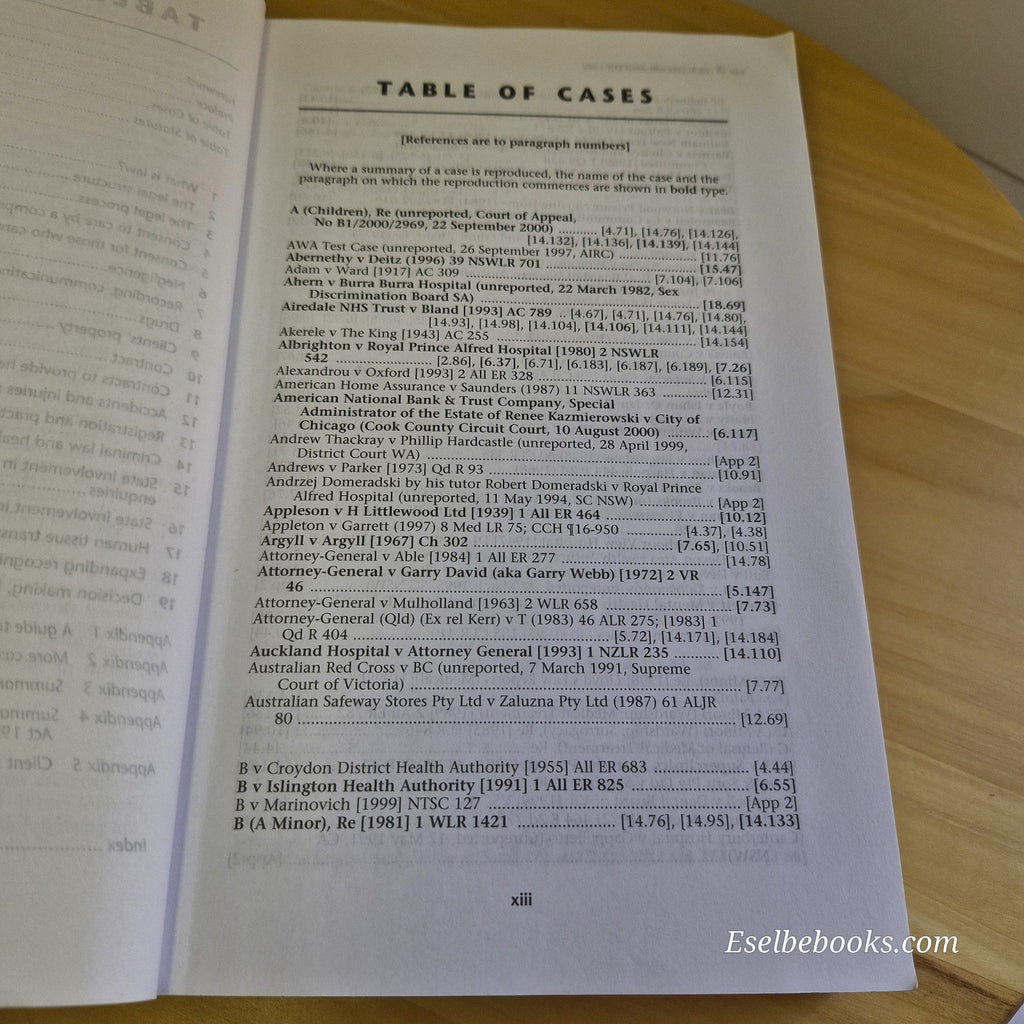 TABLE OF CASES
[References are to paragraph numbers]
Where a summary of a case is reproduced, the name of the case and the
paragraph on which the reproduction commences are shown in bold type.
A (Children), Re (unreported, Court of Appeal,
No B1/2000/2969, 22 September 2000) .......... [4.71], [14.76], [14.126],
[14.132], [14.136], [14.139], [14.144]
AWA Test Case (unreported, 26 September 1997, AIRC) .................... [11.76]
Abernethy v Deitz (1996) 39 NSWLR 701 ......................................... [15.47]
Adam v Ward [1917] AC 309 ................................................. [7.104], [7.106]
Ahern v Burra Burra Hospital (unreported, 22 March 1982, Sex
Discrimination Board SA) ......................................................... [18.69]
Airedale NHS Trust v Bland [1993] AC 789 .. [4.67], [4.71], [14.76], [14.80],
[14.93], [14.98], [14.104], [14.106], [14.111], [14.144]
Akerele v The King [1943] AC 255 .................................................... [14.154]
Albrighton v Royal Prince Alfred Hospital [1980] 2 NSWLR
542 .................... [2.86], [6.37], [6.71], [6.183], [6.187], [6.189], [7.26]
Alexandrou v Oxford [1993] 2 All ER 328 ........................................... [6.115]
American Home Assurance v Saunders (1987) 11 NSWLR 363 ............ [12.31]
American National Bank & Trust Company, Special
Administrator of the Estate of Renee Kazmierowski v City of
Chicago (Cook County Circuit Court, 10 August 2000) .......... [6.117]
Andrew Thackray v Phillip Hardcastle (unreported, 28 April 1999,
District Court WA) ..................................................................... [App 2]
Andrews v Parker [1973] Qd R 93 ...................................................... [10.91]
Andrzej Domeradski by his tutor Robert Domeradski v Royal Prince
Alfred Hospital (unreported, 11 May 1994, SC NSW) .................... [App 2]
Appleson v H Littlewood Ltd [1939] 1 All ER 464 ............................ [10.12]
Appleton v Garrett (1997) 8 Med LR 75; CCH ¶16-950 .............. [4.37], [4.38]
Argyll v Argyll [1967] Ch 302 .................................................. [7.65], [10.51]
Attorney-General v Able [1984] 1 All ER 277 ...................................... [14.78]
Attorney-General v Garry David (aka Garry Webb) [1972] 2 VR
46 ................................................................................................. [5.147]
Attorney-General v Mulholland [1963] 2 WLR 658 ............................... [7.73]
Attorney-General (Qld) (Ex rel Kerr) v T (1983) 46 ALR 275; [1983] 1
Qd R 404 ........................................................ [5.72], [14.171], [14.184]
Auckland Hospital v Attorney General [1993] 1 NZLR 235 .......... [14.110]
Australian Red Cross v BC (unreported, 7 March 1991, Supreme
Court of Victoria) ......................................................................... [7.77]
Australian Safeway Stores Pty Ltd v Zaluzna Pty Ltd (1987) 61 ALJR
80 .................................................................................................. [12.69]
B v Croydon District Health Authority [1955] All ER 683 ................... [4.44]
B v Islington Health Authority [1991] 1 All ER 825 ......................... [6.55]
B v Marinovich [1999] NTSC 127 ...................................................... [App 2]
B (A Minor), Re [1981] 1 WLR 1421 .................... [14.76], [14.95], [14.133]
xiii
Eselbebooks.com